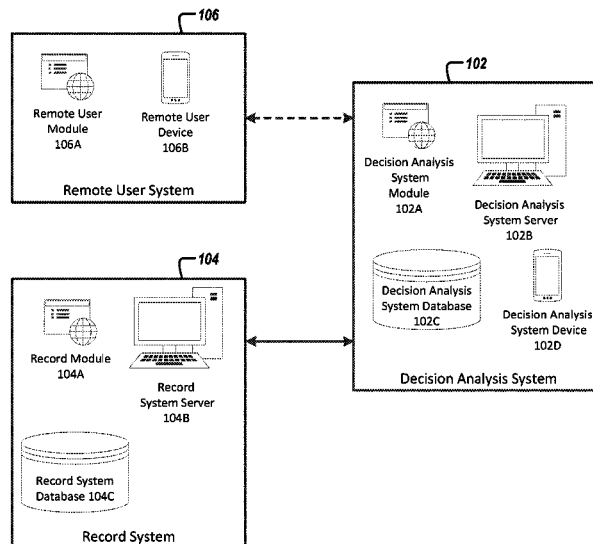 106
Remote User
Module
106A
Remote User
Device
106B
Remote User System
102
Decision Analysis
System
Module
102A
Decision Analysis
System Server
102B
Decision Analysis
System Database
102C
Decision Analysis
System Device
102D
Decision Analysis System
104
Record Module
104A
Record
System Server
104B
Record System
Database 104C
Record System